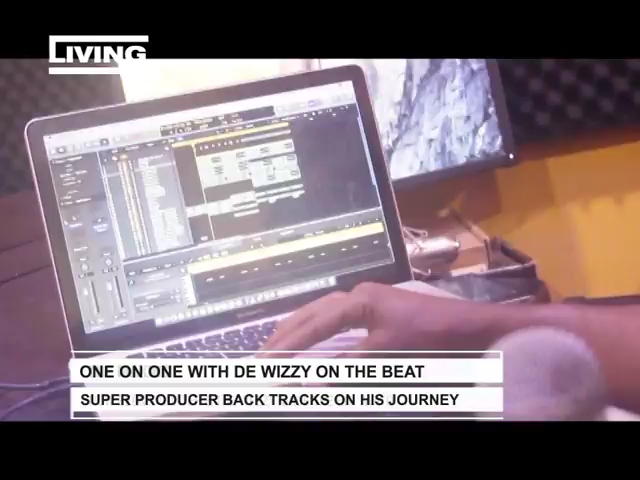 LIVING
ONE ON ONE WITH DE WIZZY ON THE BEAT
SUPER PRODUCER BACK TRACKS ON HIS JOURNEY